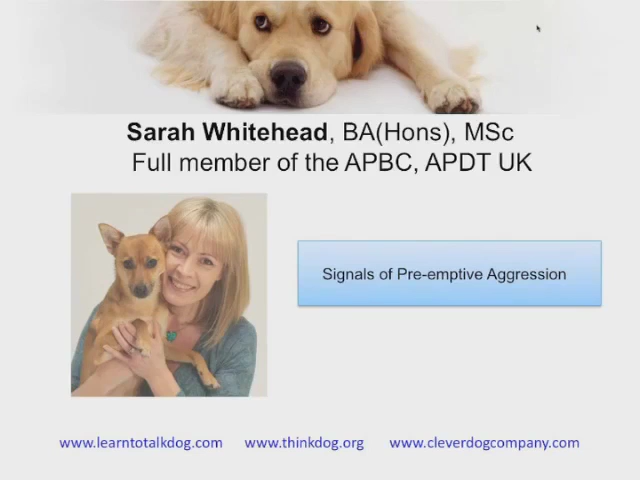 Sarah Whitehead, BA(Hons), MSc
Full member of the APBC, APDT UK
Signals of Pre-emptive Aggression
www.learntotalkdog.com www.thinkdog.org www.cleverdogcompany.com